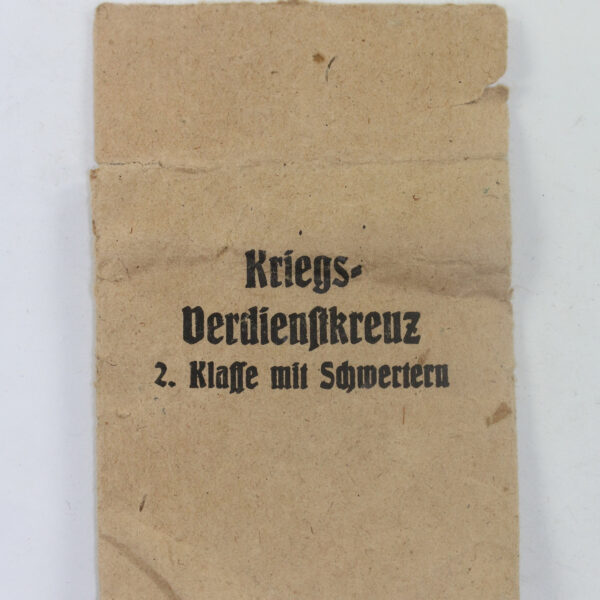 Kriegs-
Verdienstkreuz
2. Klasse mit Schwertern